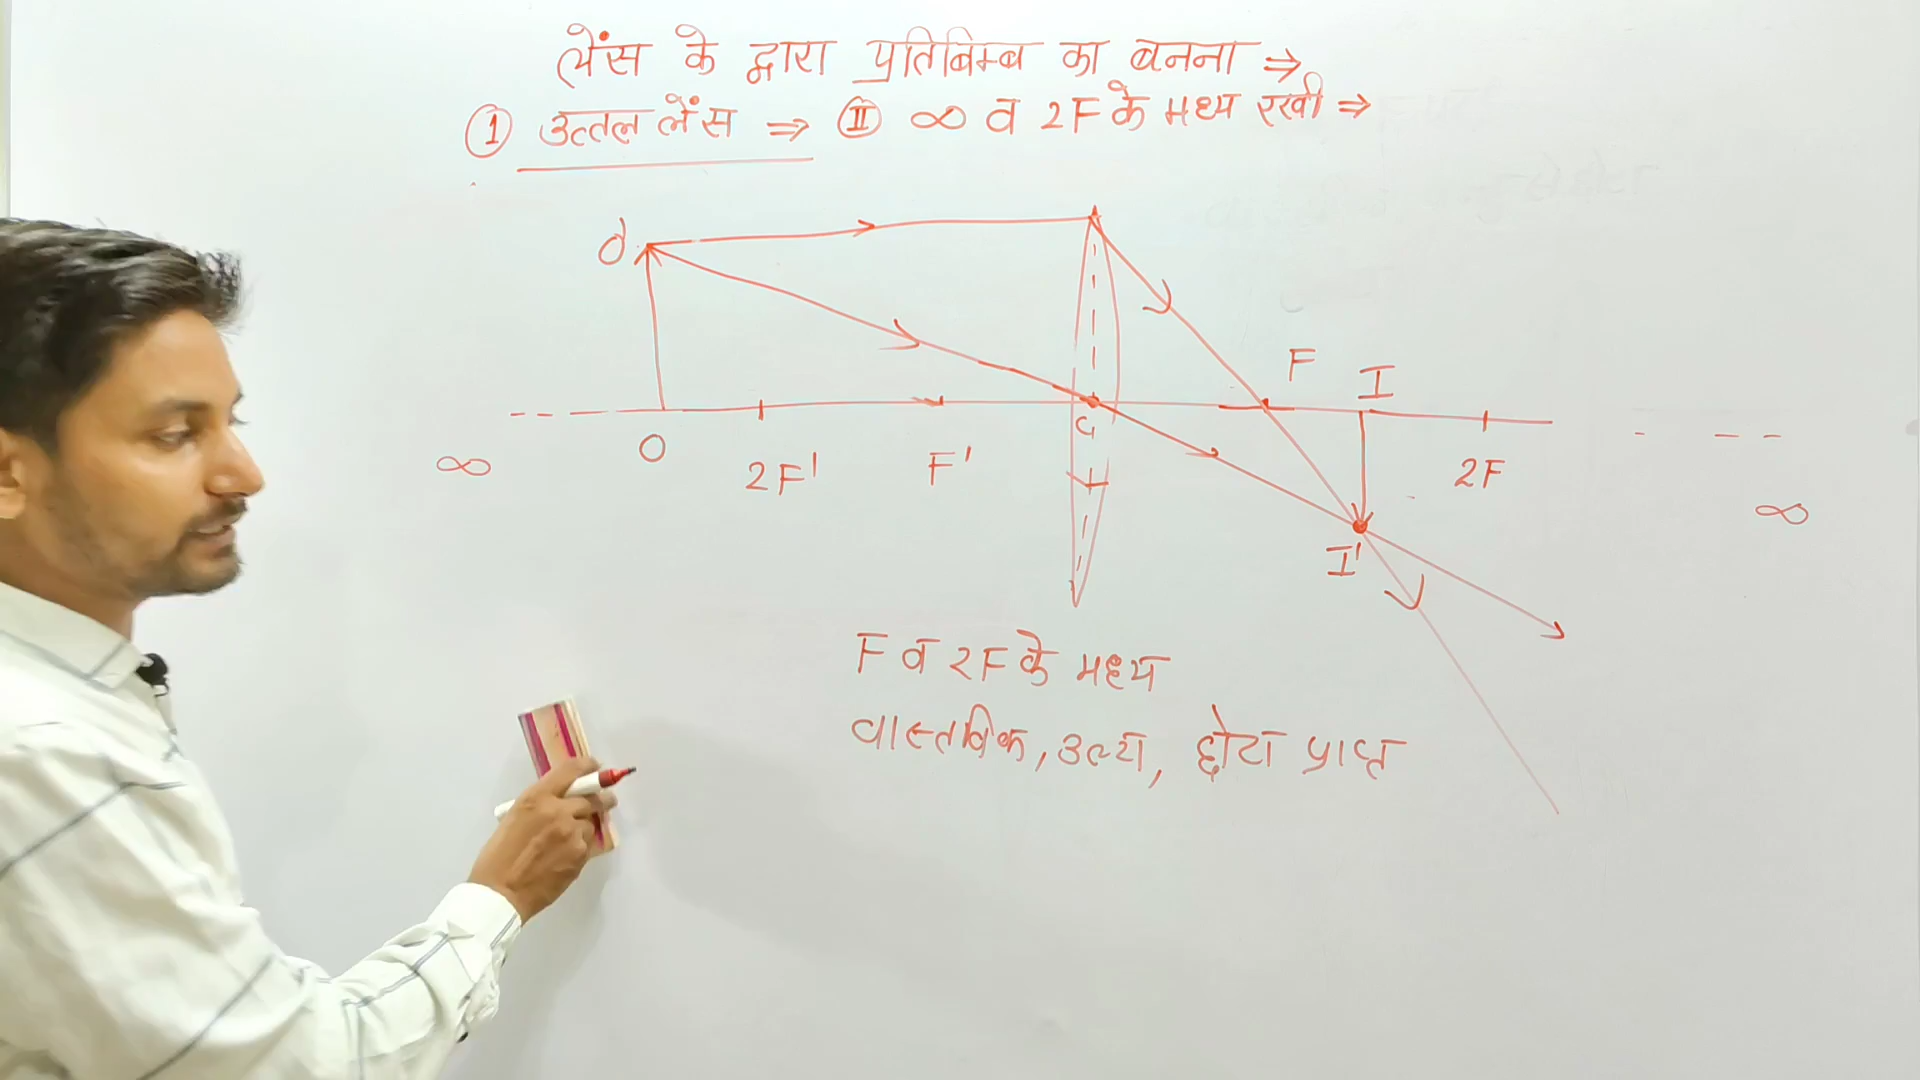 लेंस के द्वारा प्रतिबिम्ब का बनना ⇒
① उत्तल लेंस ⇒ Ⅱ ∞ व 2F के मध्य रखी ⇒
O'
F I
C
∞ O 2F' F' 2F ∞
I'
F व 2F के मध्य
वास्तविक, उल्टा, छोटा प्राप्त